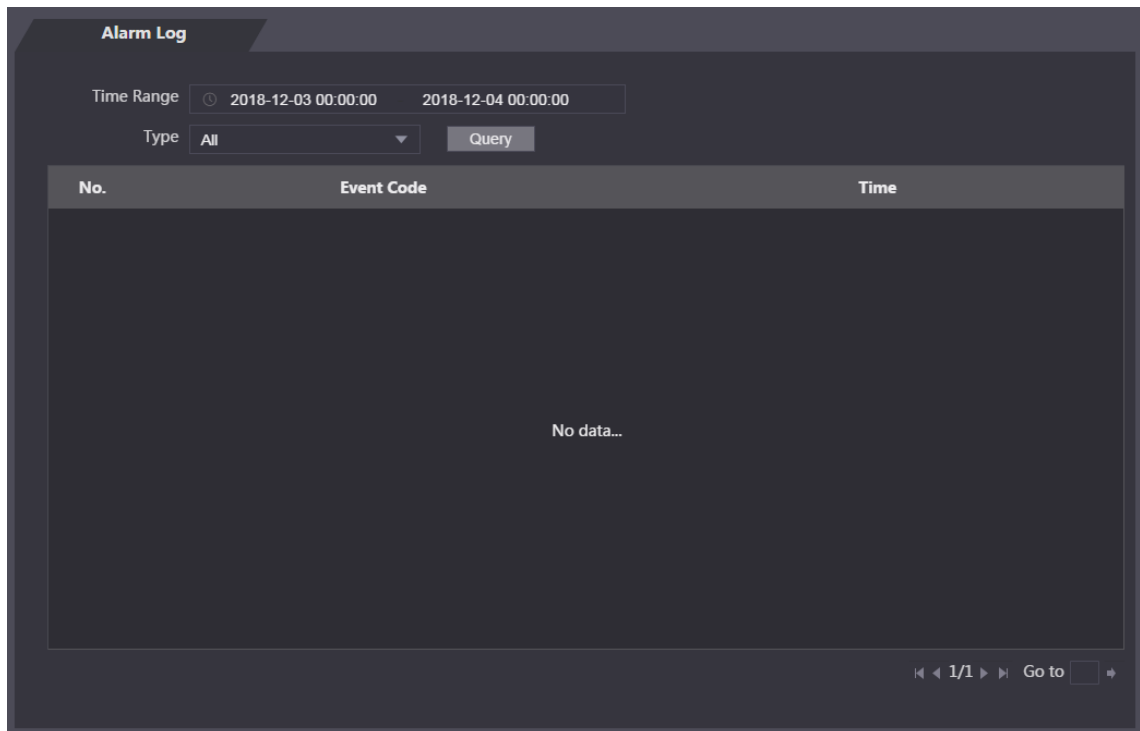 Alarm Log
Time Range 2018-12-03 00:00:00 2018-12-04 00:00:00
Type All Query
No. Event Code Time
No data...
1/1 Go to